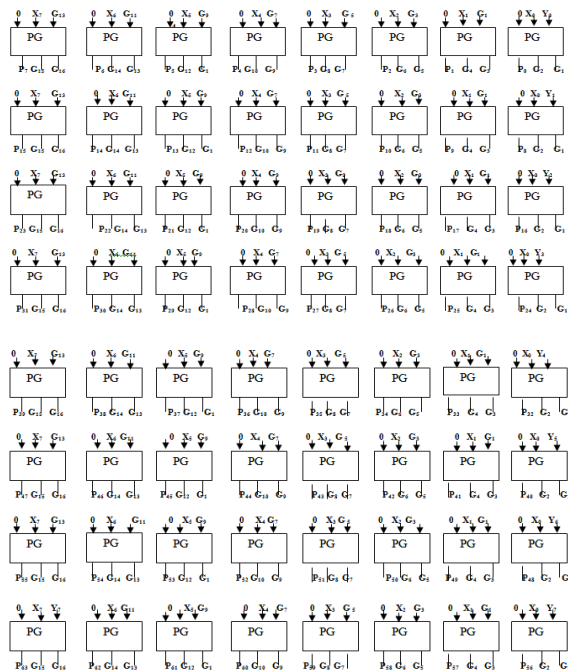 0 X₇ G₁₃ 0 X₆ G₁₁ 0 X₅ G₉ 0 X₄ G₇ 0 X₃ G₅ 0 X₂ G₃ 0 X₁ G₁ 0 X₀ Y₀
PG PG PG PG PG PG PG PG
P₇ G₁₂ G₁₆ P₆ G₁₄ G₁₃ P₅ G₁₂ G₁ P₄ G₁₀ G₉ P₃ G₈ G₇ P₂ G₆ G₅ P₁ G₄ G₃ P₀ G₂ G₁
0 X₇ G₁₃ 0 X₆ G₁₁ 0 X₅ G₉ 0 X₄ G₇ 0 X₃ G₅ 0 X₂ G₃ 0 X₁ G₁ 0 X₀ Y₁
PG PG PG PG PG PG PG PG
P₁₅ G₁₅ G₁₆ P₁₄ G₁₄ G₁₃ P₁₃ G₁₂ G₁ P₁₂ G₁₀ G₉ P₁₁ G₈ G₇ P₁₀ G₆ G₅ P₉ G₄ G₃ P₈ G₂ G₁
0 X₇ G₁₃ 0 X₆ G₁₁ 0 X₅ G₉ 0 X₄ G₉ 0 X₃ G₅ 0 X₂ G₃ 0 X₁ G₁ 0 X₀ Y₂
PG PG PG PG PG PG PG PG
P₂₃ G₁₅ G₁₆ P₂₂ G₁₄ G₁₃ P₂₁ G₁₂ G₁ P₂₀ G₁₀ G₉ P₁₉ G₈ G₇ P₁₈ G₆ G₅ P₁₇ G₄ G₃ P₁₆ G₂ G₁
0 X₇ G₁₃ 0 0 X₅ G₉ 0 X₄ G₇ 0 X₃ G₅ 0 X₂ G₃ 0 X₁ G₁ 0 X₀ Y₃
PG PG PG PG PG PG PG PG
P₃₁ G₁₅ G₁₆ P₃₀ G₁₄ G₁₃ P₂₉ G₁₂ G₁ P₂₈ G₁₀ G₉ P₂₇ G₈ G₇ P₂₆ G₆ G₅ P₂₅ G₄ G₃ P₂₄ G₂ G₁
0 X₇ G₁₃ 0 X₆ G₁₁ 0 X₅ G₉ 0 X₄ G₇ 0 X₃ G₅ 0 X₂ G₃ 0 X₁ G₁ 0 X₀ Y₄
PG PG PG PG PG PG PG PG
P₃₉ G₁₅ G₁₆ P₃₈ G₁₄ G₁₃ P₃₇ G₁₂ G₁ P₃₆ G₁₀ G₉ P₃₅ G₈ G₇ P₃₄ G₆ G₅ P₃₃ G₄ G₃ P₃₂ G₂ G₁
0 X₇ G₁₃ 0 X₆ G₁₁ 0 X₅ G₉ 0 X₄ G₇ 0 X₃ G₅ 0 X₂ G₃ 0 X₁ G₁ 0 X₀ Y₅
PG PG PG PG PG PG PG PG
P₄₇ G₁₅ G₁₆ P₄₆ G₁₄ G₁₃ P₄₅ G₁₂ G₁ P₄₄ G₁₀ G₉ P₄₃ G₈ G₇ P₄₂ G₆ G₅ P₄₁ G₄ G₃ P₄₀ G₂ G
0 X₇ G₁₃ 0 X₆ G₁₁ 0 X₅ G₉ 0 X₄ G₇ 0 X₃ G₅ 0 X₂ G₃ 0 X₁ G₁ 0 X₀ Y₆
PG PG PG PG PG PG PG PG
P₅₅ G₁₅ G₁₆ P₅₄ G₁₄ G₁₃ P₅₃ G₁₂ G₁ P₅₂ G₁₀ G₉ P₅₁ G₈ G₇ P₅₀ G₆ G₅ P₄₉ G₄ G₃ P₄₈ G₂ G
0 X₇ Y₇ 0 X₆ G₁₁ 0 X₅ G₉ 0 X₄ G₇ 0 X₃ G₅ 0 X₂ G₃ 0 X₀ G₆ 0 X₀ Y₇
PG PG PG PG PG PG PG PG
P₆₃ G₁₅ G₁₆ P₆₂ G₁₄ G₁₃ P₆₁ G₁₂ G₁ P₆₀ G₁₀ G₉ P₅₉ G₈ G₇ P₅₈ G₆ G₅ P₅₇ G₄ G₃ P₅₆ G₂ G